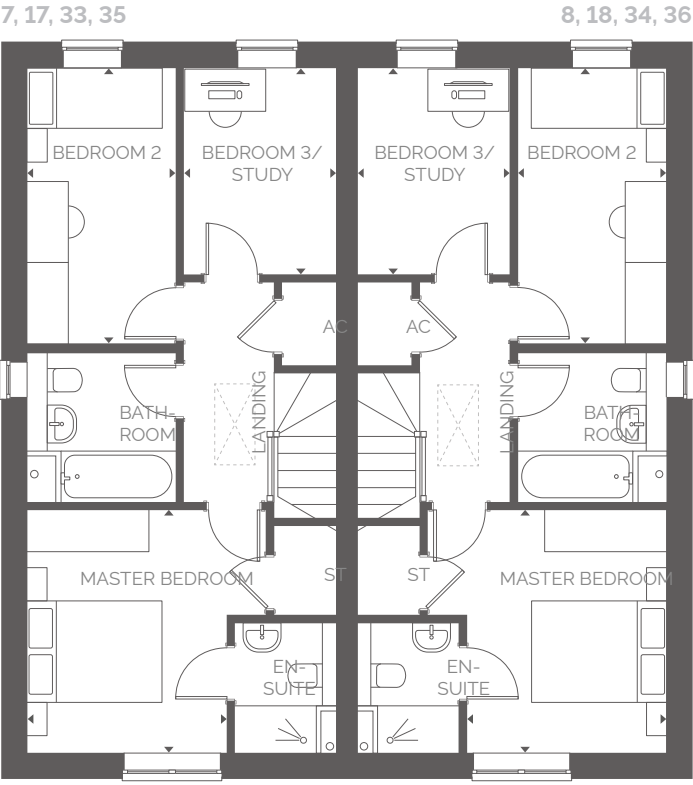 7, 17, 33, 35
8, 18, 34, 36
BEDROOM 2
BEDROOM 3/
STUDY
BEDROOM 3/
STUDY
BEDROOM 2
AC
AC
LANDING
LANDING
BATH-
ROOM
BATH-
ROOM
MASTER BEDROOM
ST
ST
MASTER BEDROOM
EN-
SUITE
EN-
SUITE